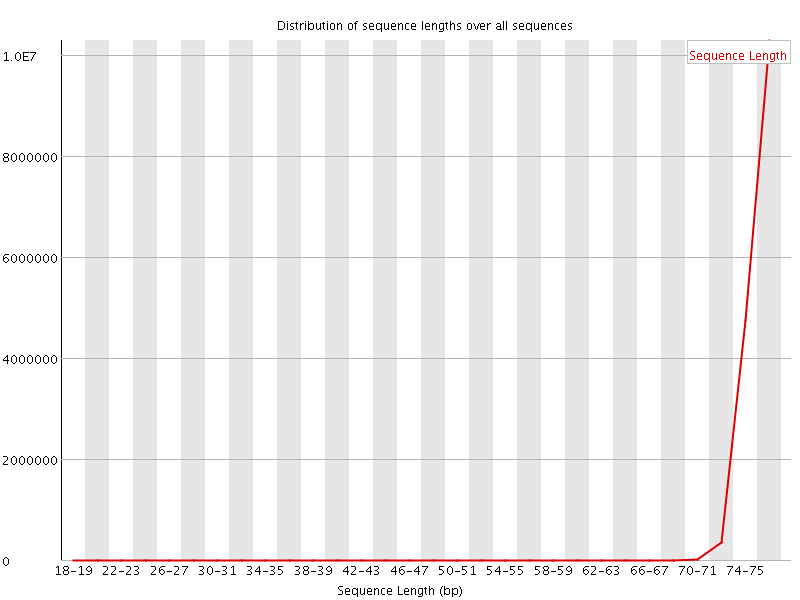 Distribution of sequence lengths over all sequences
1.0E7
Sequence Length
8000000
6000000
4000000
2000000
0
18-19 22-23 26-27 30-31 34-35 38-39 42-43 46-47 50-51 54-55 58-59 62-63 66-67 70-71 74-75
Sequence Length (bp)